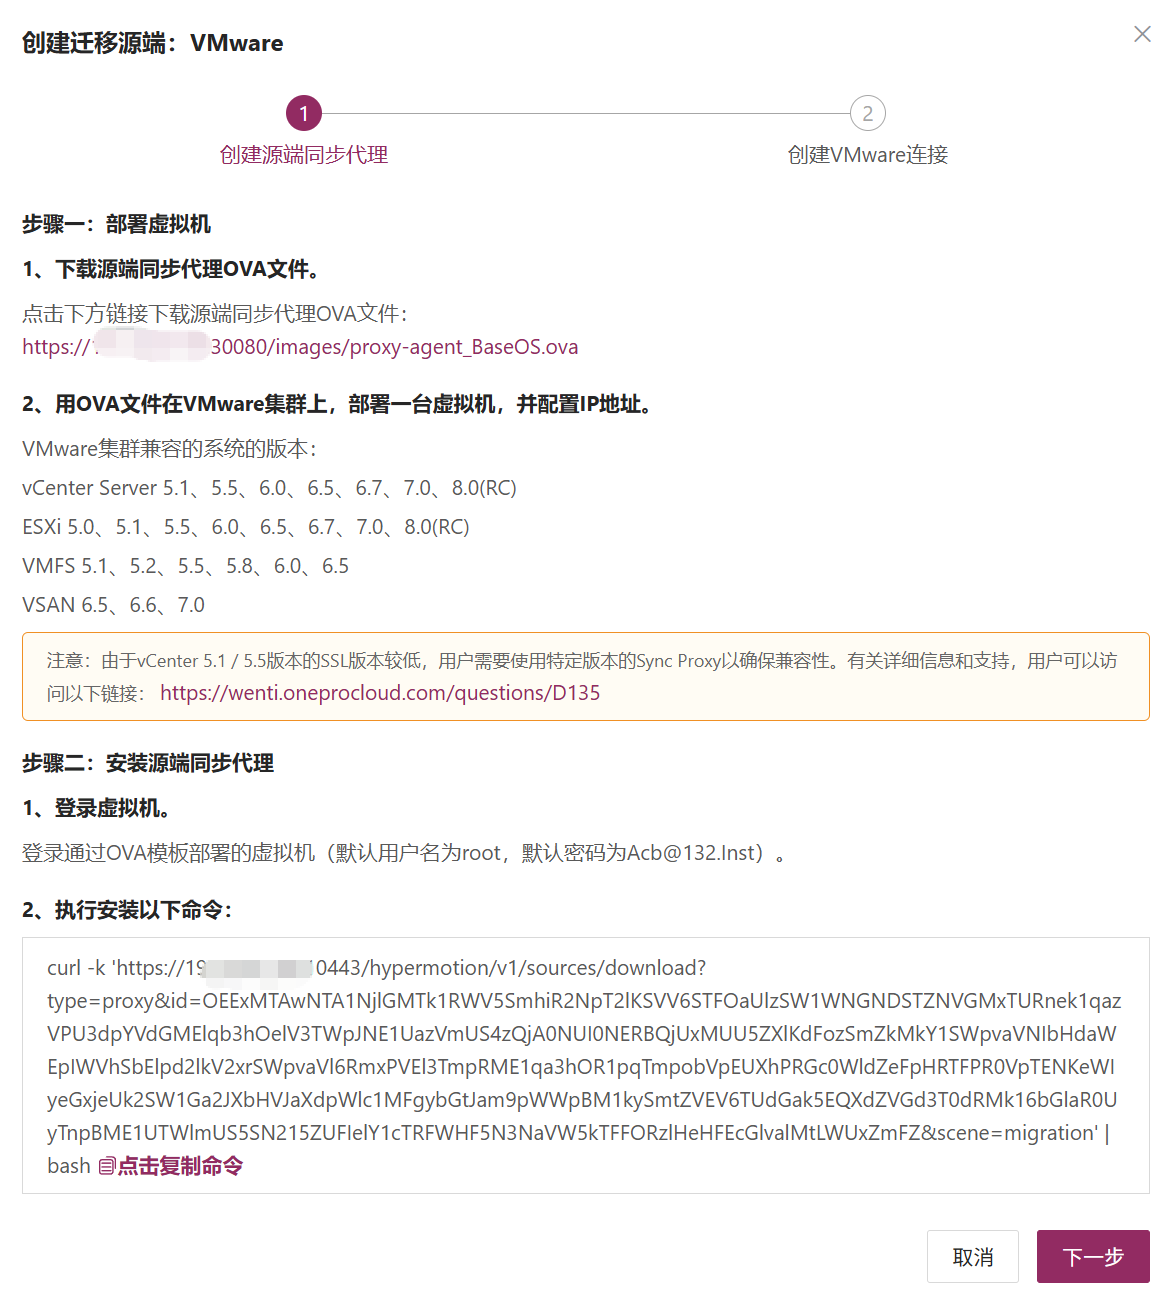 创建迁移源端：VMware
1
2
创建源端同步代理
创建VMware连接
步骤一：部署虚拟机
1、下载源端同步代理OVA文件。
点击下方链接下载源端同步代理OVA文件：
https://1 30080/images/proxy-agent_BaseOS.ova
2、用OVA文件在VMware集群上，部署一台虚拟机，并配置IP地址。
VMware集群兼容的系统的版本：
vCenter Server 5.1、5.5、6.0、6.5、6.7、7.0、8.0(RC)
ESXi 5.0、5.1、5.5、6.0、6.5、6.7、7.0、8.0(RC)
VMFS 5.1、5.2、5.5、5.8、6.0、6.5
VSAN 6.5、6.6、7.0
注意：由于vCenter 5.1 / 5.5版本的SSL版本较低，用户需要使用特定版本的Sync Proxy以确保兼容性。有关详细信息和支持，用户可以访
问以下链接： https://wenti.oneprocloud.com/questions/D135
步骤二：安装源端同步代理
1、登录虚拟机。
登录通过OVA模板部署的虚拟机（默认用户名为root，默认密码为Acb@132.Inst）。
2、执行安装以下命令：
curl -k 'https://19 10443/hypermotion/v1/sources/download?
type=proxy&id=OEExMTAwNTA1NjlGMTk1RWV5SmhiR2NpT2lKSVV6STFOaUlzSW1WNGNDSTZNVGMxTURnek1qaz
VPU3dpYVdGMElqb3hOelV3TWpJNE1UazVmUS4zQjA0NUI0NERBQjUxMUU5ZXlKdFozSmZkMkY1SWpvaVNIbHdaW
EpIWVhSbElpd2lkV2xrSWpvaVl6RmxPVEl3TmpRME1qa3hOR1pqTmpobVpEUXhPRGc0WldZeFpHRTFPR0VpTENKeWl
yeGxjeUk2SW1Ga2JXbHVJaXdpWlc1MFgybGtJam9pWWpBM1kySmtZVEV6TUdGak5EQXdZVGd3T0dRMk16bGlaR0U
yTnpBME1UTWlmUS5SN215ZUFIelY1cTRFWHF5N3NaVW5kTFFORzlHeHFEcGlvalMtLWUxZmFZ&scene=migration' |
bash 点击复制命令
取消
下一步